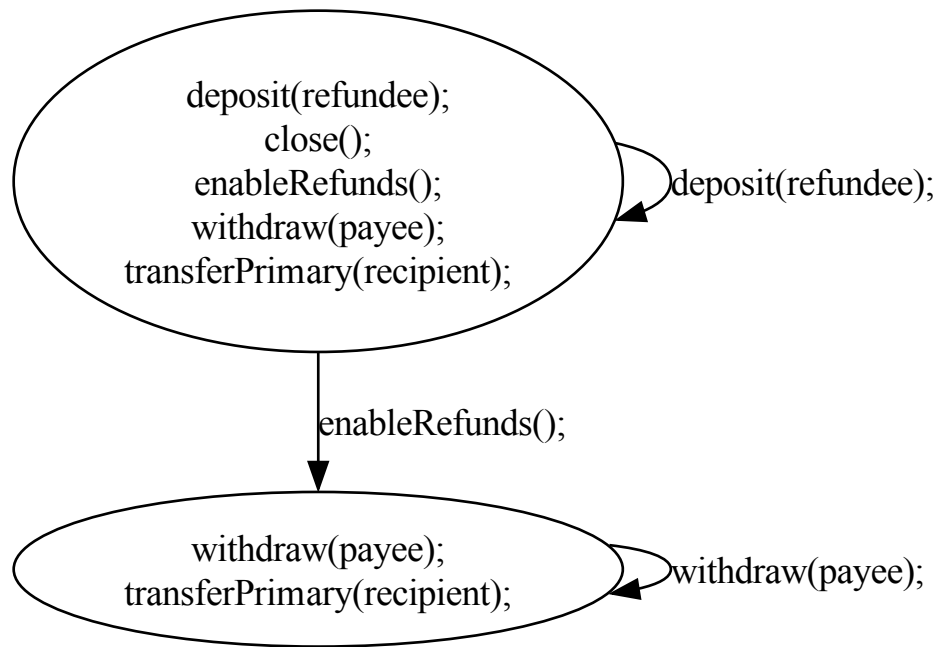 deposit(refundee);
close();
enableRefunds();
withdraw(payee);
transferPrimary(recipient);
deposit(refundee);
enableRefunds();
withdraw(payee);
transferPrimary(recipient);
withdraw(payee);